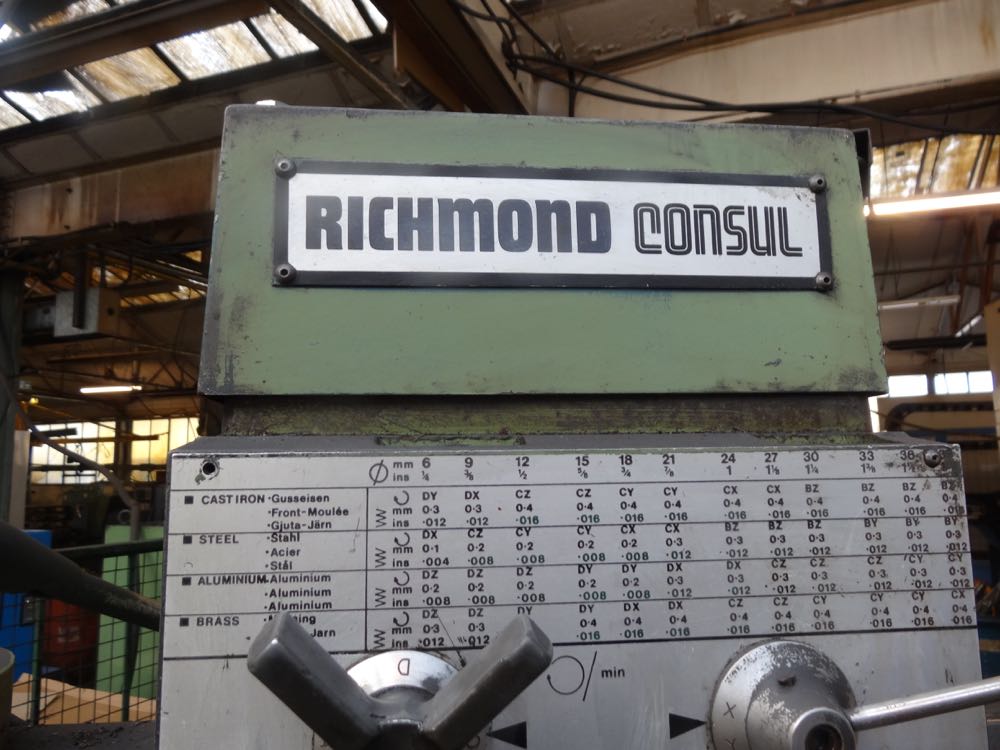 RICHMOND CONSUL
mm 6 9 12 15 18 21 24 27 30 33 36
ins 1/4 3/8 1/2 5/8 3/4 7/8 1 1⅛ 1¼ 1⅜
CAST IRON ·Gusseisen DY DX CZ CZ CY CY CX CX BZ BZ BZ BZ
·Front-Moulée mm 0·3 0·3 0·4 0·4 0·4 0·4 0·4 0·4 0·4 0·4 0·4 0·4
·Gjuta-Järn ins ·012 ·012 ·016 ·016 ·016 ·016 ·016 ·016 ·016 ·016 ·016 ·016
STEEL ·Stahl DX CZ CY CY CX CX BZ BZ BZ BY BY BY
·Acier mm 0·1 0·2 0·2 0·2 0·2 0·3 0·3 0·3 0·3 0·3 0·3 0·3
·Stål ins ·004 ·008 ·008 ·008 ·008 ·012 ·012 ·012 ·012 ·012 ·012 ·012
ALUMINIUM ·Aluminium DZ DZ DZ DY DY DX DX CZ CZ CZ CY CY
·Aluminium mm 0·2 0·2 0·2 0·2 0·2 0·3 0·3 0·3 0·3 0·3 0·3 0·3
·Aluminium ins ·008 ·008 ·008 ·008 ·008 ·012 ·012 ·012 ·012 ·012 ·012 ·012
BRASS DZ DZ DY DY DX DX CZ CZ CY CY CX CX
mm 0·3 0·3 0·4 0·4 0·4 0·4 0·4 0·4 0·4 0·4 0·4
Jarn ins ·012 ·012 ·016 ·016 ·016 ·016 ·016 ·016 ·016 ·016 ·016
D
/min
X
Y